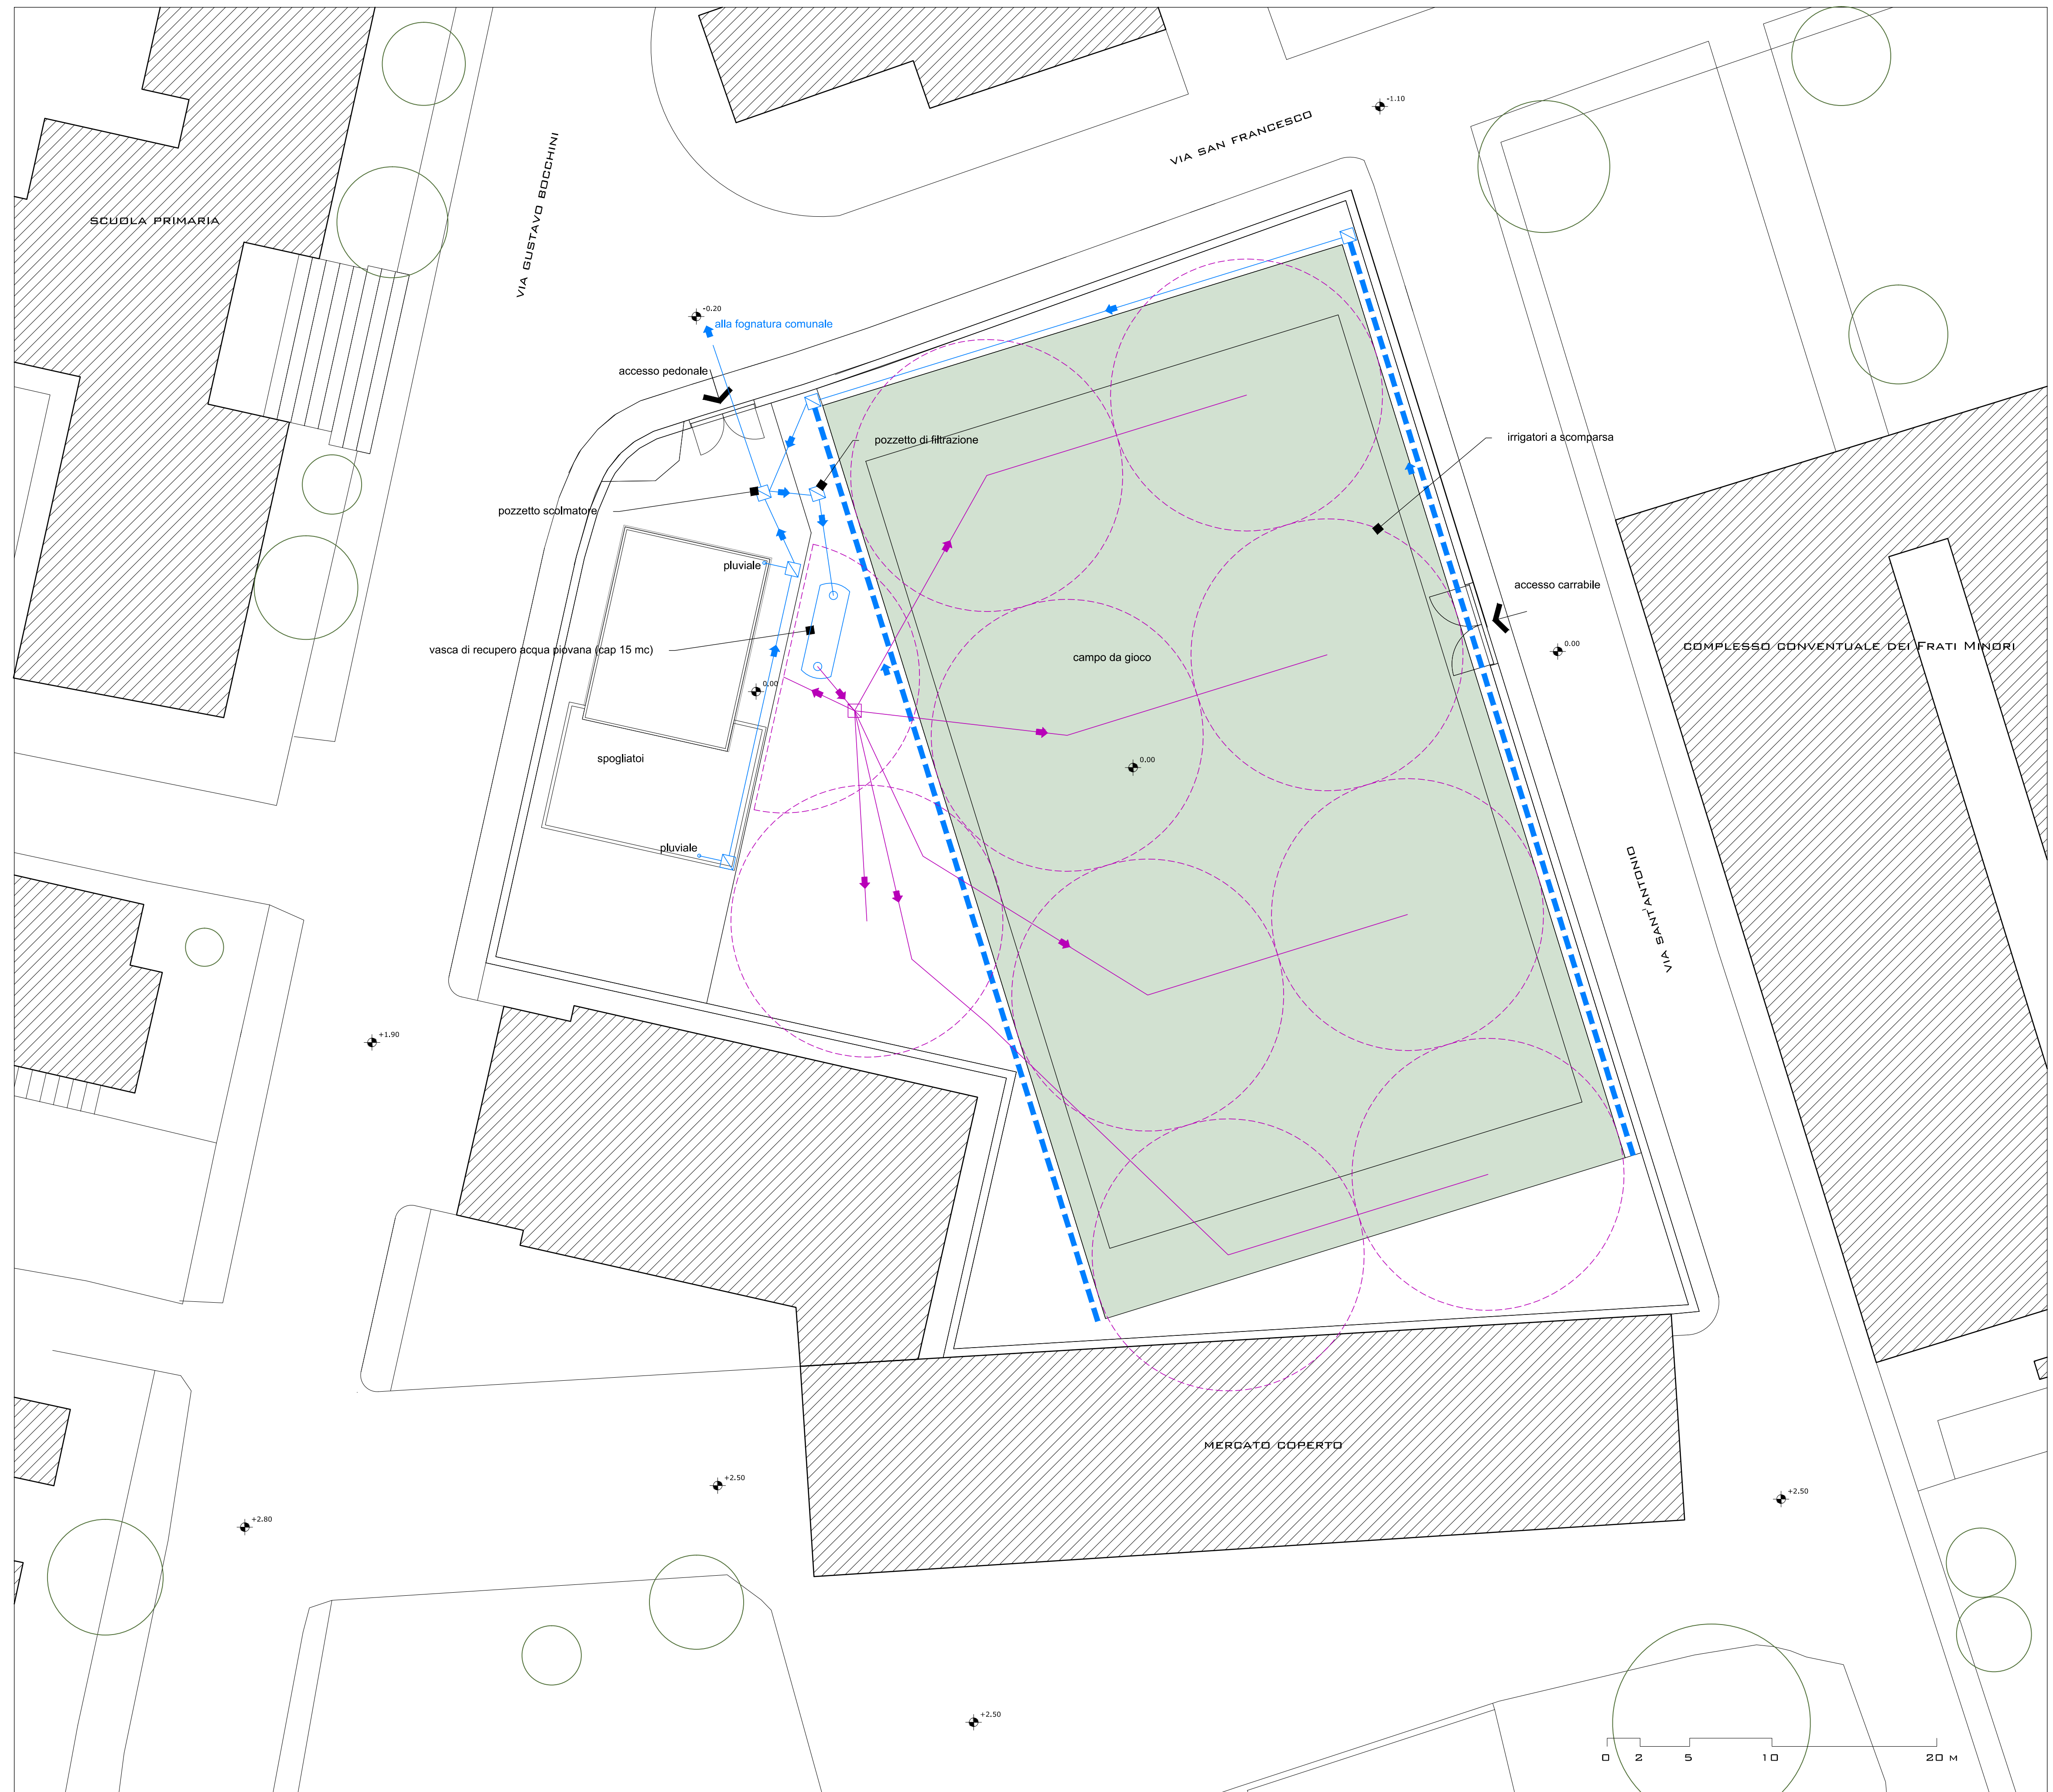 -1.10
VIA SAN FRANCESCO
VIA GUSTAVO BOCCHINI
SCUOLA PRIMARIA
-0.20
alla fognatura comunale
accesso pedonale
pozzetto di filtrazione
irrigatori a scomparsa
pozzetto scolmatore
pluviale
accesso carrabile
vasca di recupero acqua piovana (cap 15 mc)
campo da gioco
0.00
COMPLESSO CONVENTUALE DEI FRATI MINORI
0.00
spogliatoi
0.00
pluviale
VIA SANT'ANTONIO
+1.90
MERCATO COPERTO
+2.50
+2.50
+2.80
+2.50
0 2 5 10 20 M